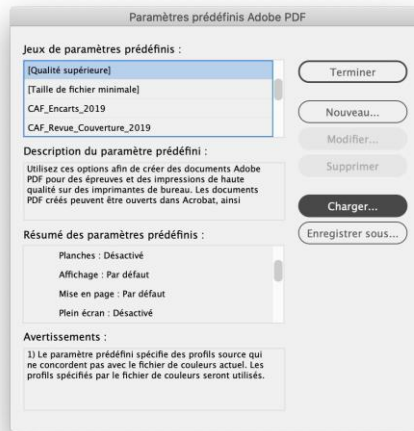 Paramètres prédéfinis Adobe PDF
Jeux de paramètres prédéfinis :
[Qualité supérieure]
[Taille de fichier minimale]
CAF_Encarts_2019
CAF_Revue_Couverture_2019
Terminer
Nouveau...
Modifier...
Supprimer
Charger...
Enregistrer sous...
Description du paramètre prédéfini :
Utilisez ces options afin de créer des documents Adobe
PDF pour des épreuves et des impressions de haute
qualité sur des imprimantes de bureau. Les documents
PDF créés peuvent être ouverts dans Acrobat, ainsi
Résumé des paramètres prédéfinis :
Planches : Désactivé
Affichage : Par défaut
Mise en page : Par défaut
Plein écran : Désactivé
Avertissements :
1) Le paramètre prédéfini spécifie des profils source qui
ne concordent pas avec le fichier de couleurs actuel. Les
profils spécifiés par le fichier de couleurs seront utilisés.